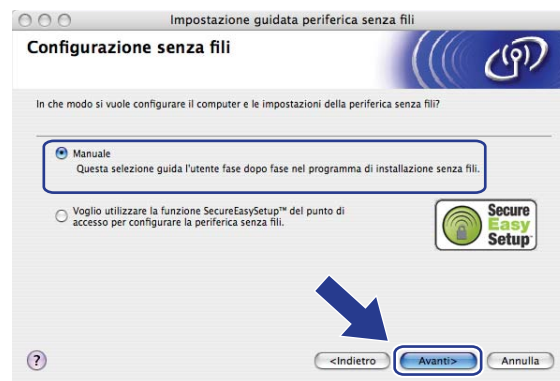 Impostazione guidata periferica senza fili
Configurazione senza fili
In che modo si vuole configurare il computer e le impostazioni della periferica senza fili?
Manuale
Questa selezione guida l'utente fase dopo fase nel programma di installazione senza fili.
Voglio utilizzare la funzione SecureEasySetup™ del punto di
accesso per configurare la periferica senza fili.
Secure
Easy
Setup
?
<Indietro
Avanti>
Annulla